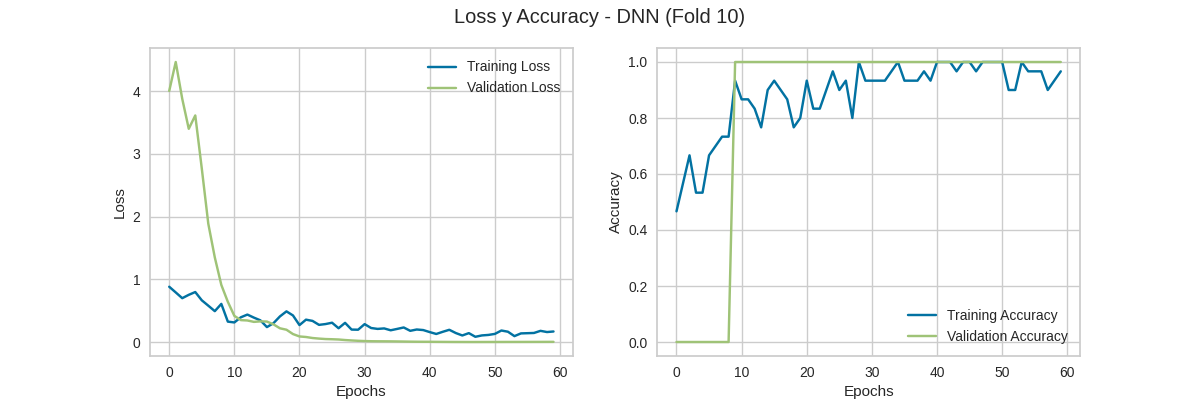 Loss y Accuracy - DNN (Fold 10)
Training Loss
Validation Loss
4
3
2
1
0
Loss
0 10 20 30 40 50 60
Epochs
1.0
0.8
0.6
0.4
0.2
0.0
Accuracy
Training Accuracy
Validation Accuracy
0 10 20 30 40 50 60
Epochs